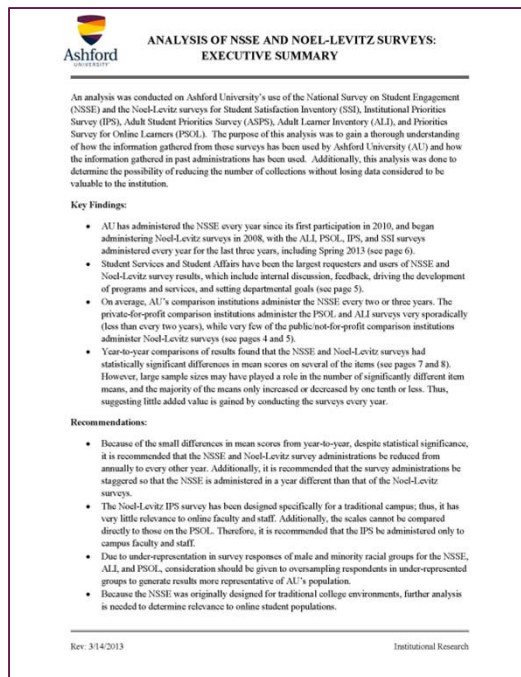 Ashford
UNIVERSITY
ANALYSIS OF NSSE AND NOEL-LEVITZ SURVEYS:
EXECUTIVE SUMMARY
An analysis was conducted on Ashford University's use of the National Survey on Student Engagement
(NSSE) and the Noel-Levitz surveys for Student Satisfaction Inventory (SSI), Institutional Priorities
Survey (IPS), Adult Student Priorities Survey (ASPS), Adult Learner Inventory (ALI), and Priorities
Survey for Online Learners (PSOL). The purpose of this analysis was to gain a thorough understanding
of how the information gathered from these surveys has been used by Ashford University (AU) and how
the information gathered in past administrations has been used. Additionally, this analysis was done to
determine the possibility of reducing the number of collections without losing data considered to be
valuable to the institution.
Key Findings:
• AU has administered the NSSE every year since its first participation in 2010, and began
administering Noel-Levitz surveys in 2008, with the ALI, PSOL, IPS, and SSI surveys
administered every year for the last three years, including Spring 2013 (see page 6).
• Student Services and Student Affairs have been the largest requesters and users of NSSE and
Noel-Levitz survey results, which include internal discussion, feedback, driving the development
of programs and services, and setting departmental goals (see page 5).
• On average, AU's comparison institutions administer the NSSE every two or three years. The
private-for-profit comparison institutions administer the PSOL and ALI surveys very sporadically
(less than every two years), while very few of the public/not-for-profit comparison institutions
administer Noel-Levitz surveys (see pages 4 and 5).
• Year-to-year comparisons of results found that the NSSE and Noel-Levitz surveys had
statistically significant differences in mean scores on several of the items (see pages 7 and 8).
However, large sample sizes may have played a role in the number of significantly different item
means, and the majority of the means only increased or decreased by one tenth or less. Thus,
suggesting little added value is gained by conducting the surveys every year.
Recommendations:
• Because of the small differences in mean scores from year-to-year, despite statistical significance,
it is recommended that the NSSE and Noel-Levitz survey administrations be reduced from
annually to every other year. Additionally, it is recommended that the survey administrations be
staggered so that the NSSE is administered in a year different than that of the Noel-Levitz
surveys.
• The Noel-Levitz IPS survey has been designed specifically for a traditional campus; thus, it has
very little relevance to online faculty and staff. Additionally, the scales cannot be compared
directly to those on the PSOL. Therefore, it is recommended that the IPS be administered only to
campus faculty and staff.
• Due to under-representation in survey responses of male and minority racial groups for the NSSE,
ALI, and PSOL, consideration should be given to oversampling respondents in under-represented
groups to generate results more representative of AU's population.
• Because the NSSE was originally designed for traditional college environments, further analysis
is needed to determine relevance to online student populations.
Rev: 3/14/2013 Institutional Research